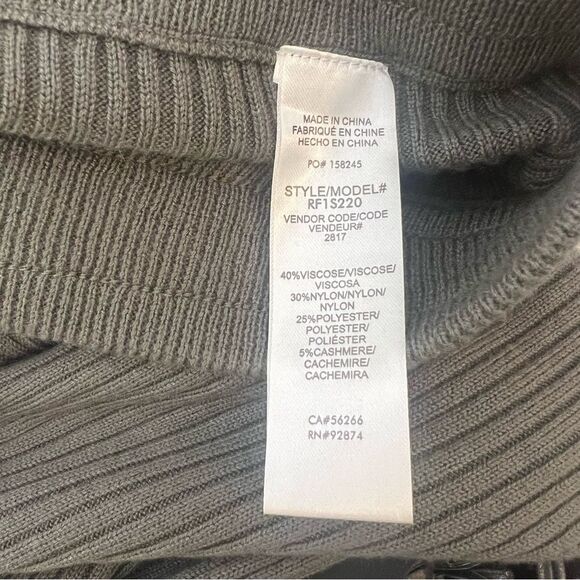 MADE IN CHINA
FABRIQUÉ EN CHINE
HECHO EN CHINA
PO# 158245
STYLE/MODEL#
RF1S220
VENDOR CODE/CODE
VENDEUR#
2817
40%VISCOSE/VISCOSE/
VISCOSA
30%NYLON/NYLON/
NYLON
25%POLYESTER/
POLYESTER/
POLIÉSTER
5%CASHMERE/
CACHEMIRE/
CACHEMIRA
CA#56266
RN#92874